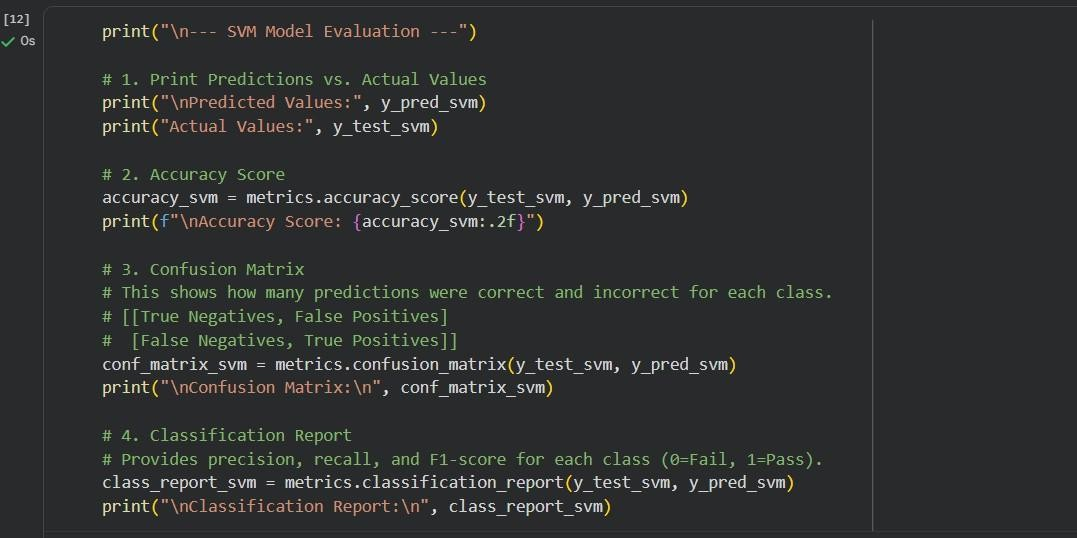 [12]
0s
print("\n--- SVM Model Evaluation ---")
# 1. Print Predictions vs. Actual Values
print("\nPredicted Values:", y_pred_svm)
print("Actual Values:", y_test_svm)
# 2. Accuracy Score
accuracy_svm = metrics.accuracy_score(y_test_svm, y_pred_svm)
print(f"\nAccuracy Score: {accuracy_svm:.2f}")
# 3. Confusion Matrix
# This shows how many predictions were correct and incorrect for each class.
# [[True Negatives, False Positives]
#  [False Negatives, True Positives]]
conf_matrix_svm = metrics.confusion_matrix(y_test_svm, y_pred_svm)
print("\nConfusion Matrix:\n", conf_matrix_svm)
# 4. Classification Report
# Provides precision, recall, and F1-score for each class (0=Fail, 1=Pass).
class_report_svm = metrics.classification_report(y_test_svm, y_pred_svm)
print("\nClassification Report:\n", class_report_svm)